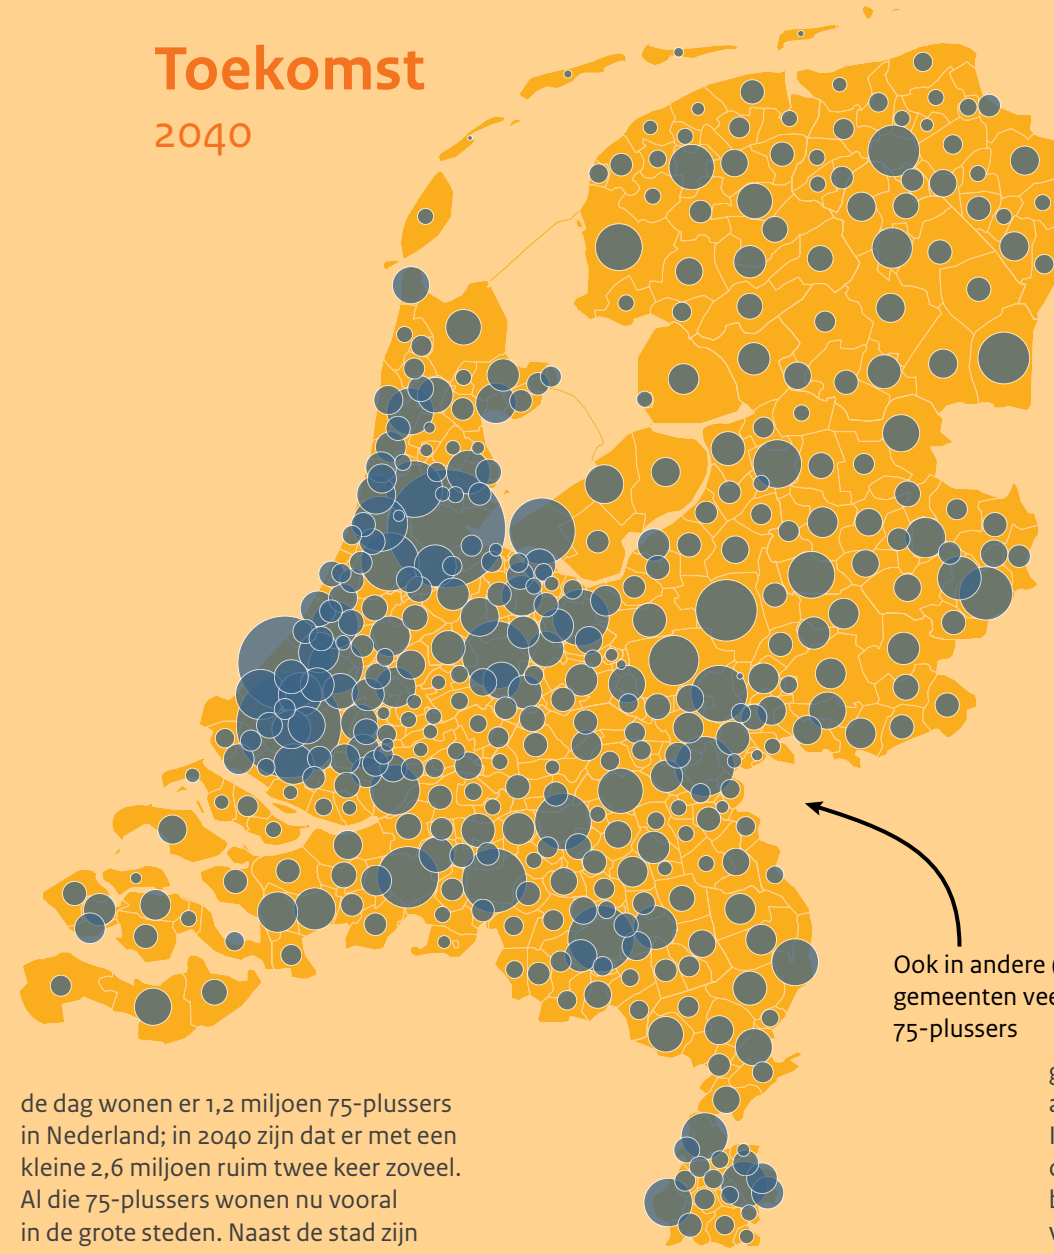 Toekomst
2040
Ook in andere
gemeenten
75-plussers
de dag wonen er 1,2 miljoen 75-plussers
in Nederland; in 2040 zijn dat er met een
kleine 2,6 miljoen ruim twee keer zoveel.
Al die 75-plussers wonen nu vooral
in de grote steden. Naast de stad zijn